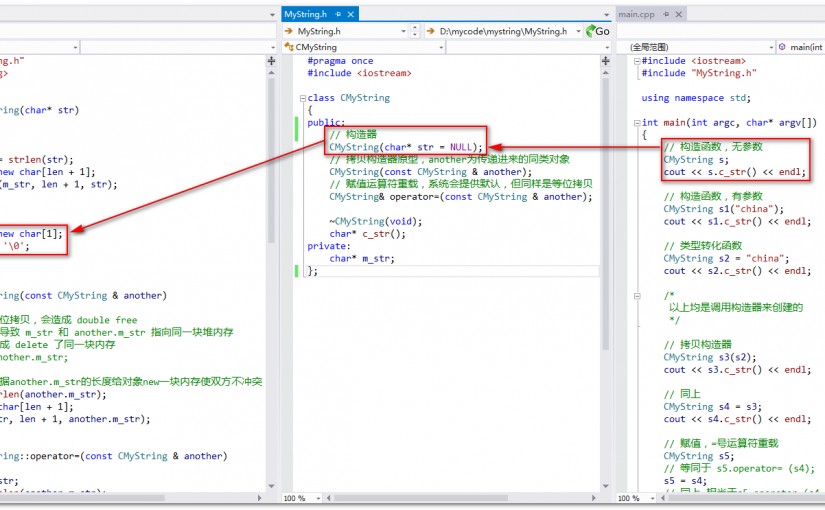 ng.h"
g>
tring(char* str)
= strlen(str);
new char[len + 1];
(m_str, len + 1, str);
new char[1];
'\0';
ring(const CMyString & another)
位拷贝，会造成 double free
导致 m_str 和 another.m_str 指向同一块堆内存
成 delete 了同一块内存
nother.m_str;
据another.m_str的长度给对象new一块内存使双方不冲突
rlen(another.m_str);
char[len + 1];
tr, len + 1, another.m_str);
ring::operator=(const CMyString & another)
str;
MyString.h
MyString.h
D:\mycode\mystring\MyString.h
Go
CMyString
#pragma once
#include <iostream>
class CMyString
{
public:
// 构造器
CMyString(char* str = NULL);
// 拷贝构造器原型，another为传递进来的同类对象
CMyString(const CMyString & another);
// 赋值运算符重载，系统会提供默认，但同样是等位拷贝
CMyString& operator=(const CMyString & another);
~CMyString(void);
char* c_str();
private:
char* m_str;
};
100 %
main.cpp
(全局范围)
main(int
#include <iostream>
#include "MyString.h"
using namespace std;
int main(int argc, char* argv[])
{
// 构造函数，无参数
CMyString s;
cout << s.c_str() << endl;
// 构造函数，有参数
CMyString s1("china");
cout << s1.c_str() << endl;
// 类型转化函数
CMyString s2 = "china";
cout << s2.c_str() << endl;
/*
以上均是调用构造器来创建的
*/
// 拷贝构造器
CMyString s3(s2);
cout << s3.c_str() << endl;
// 同上
CMyString s4 = s3;
cout << s4.c_str() << endl;
// 赋值，=号运算符重载
CMyString s5;
// 等同于 s5.operator= (s4);
s5 = s4;
100 %